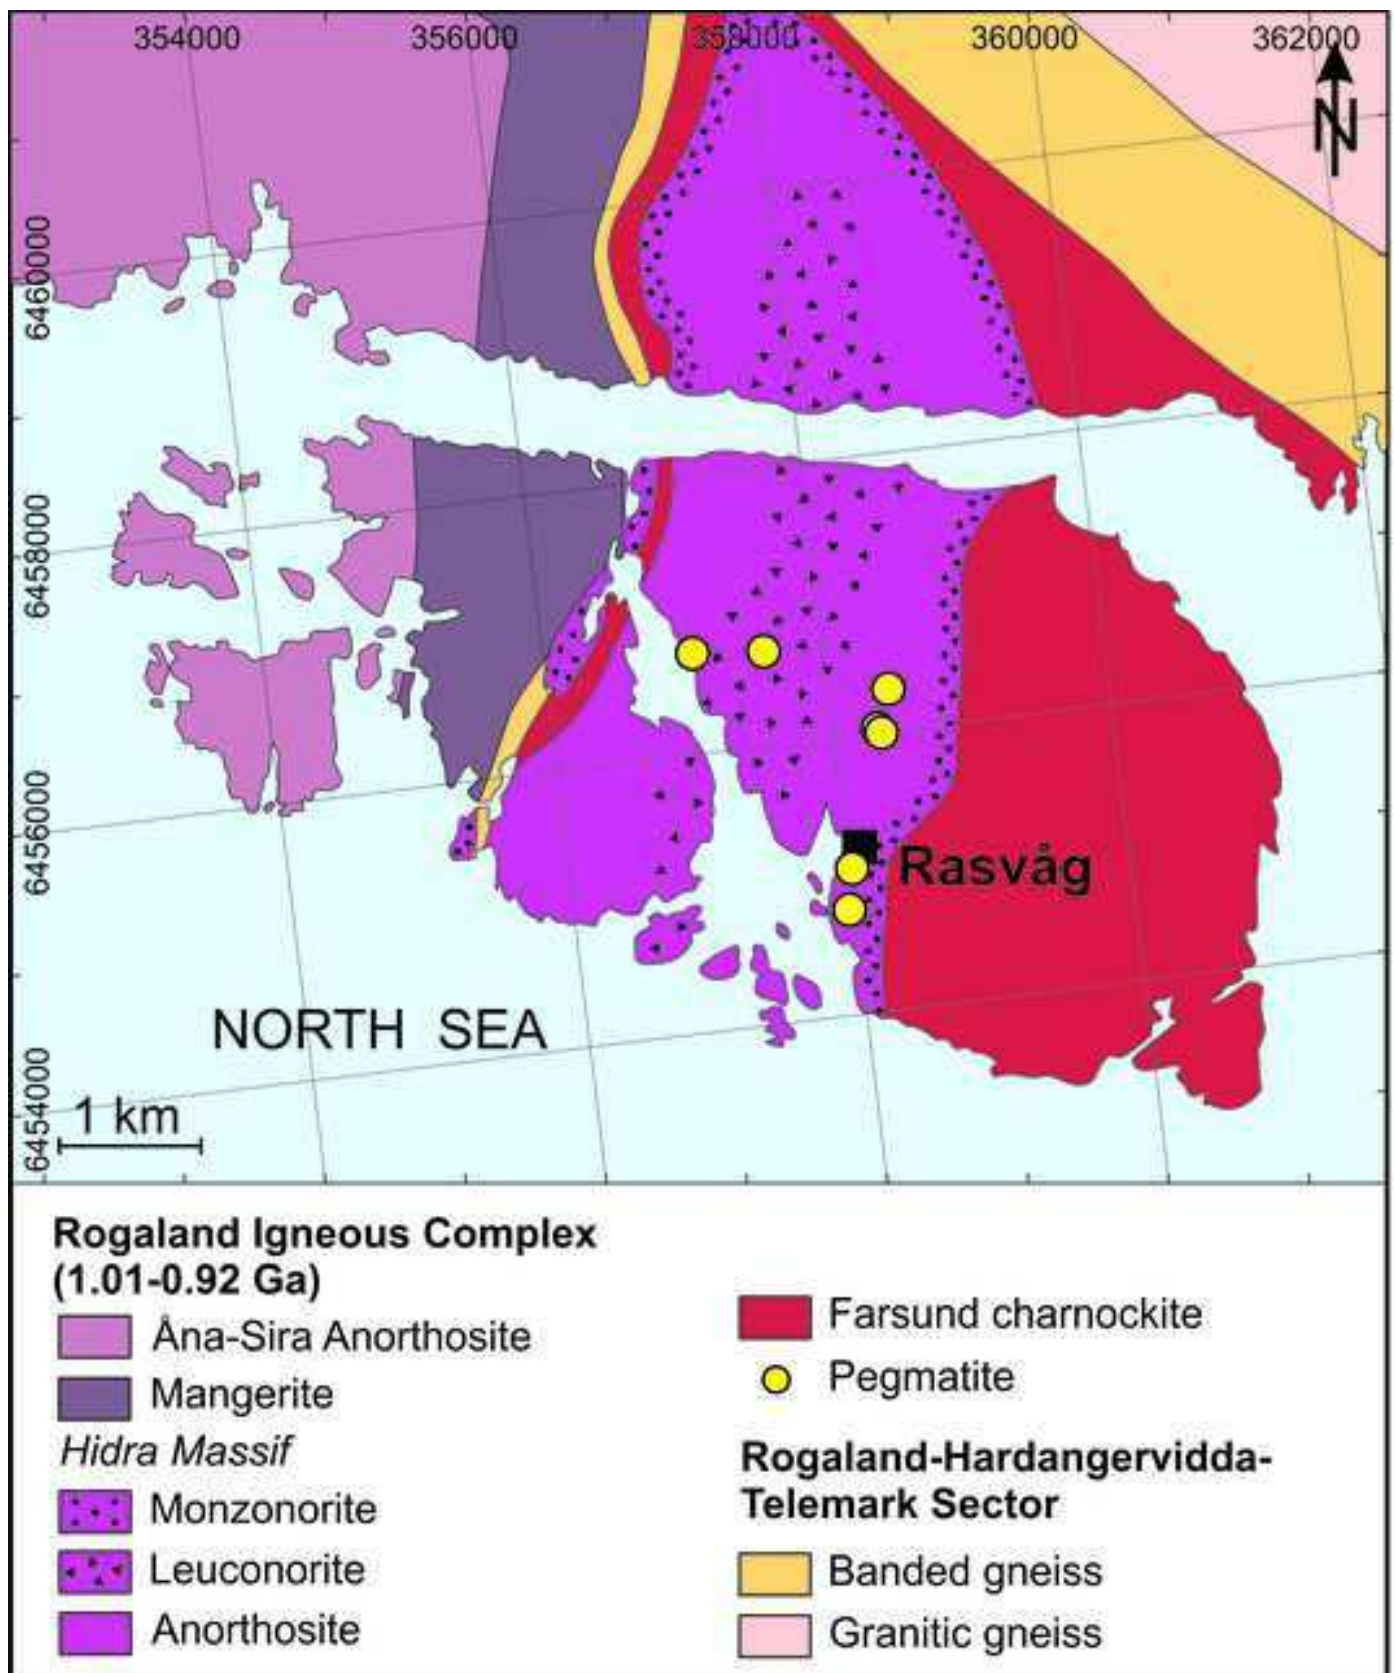 354000 356000 358000 360000 362000
N
6460000
6458000
6456000
6454000
Rasvåg
NORTH SEA
1 km
Rogaland Igneous Complex
(1.01-0.92 Ga)
Åna-Sira Anorthosite
Mangerite
Hidra Massif
Monzonorite
Leuconorite
Anorthosite
Farsund charnockite
Pegmatite
Rogaland-Hardangervidda-
Telemark Sector
Banded gneiss
Granitic gneiss